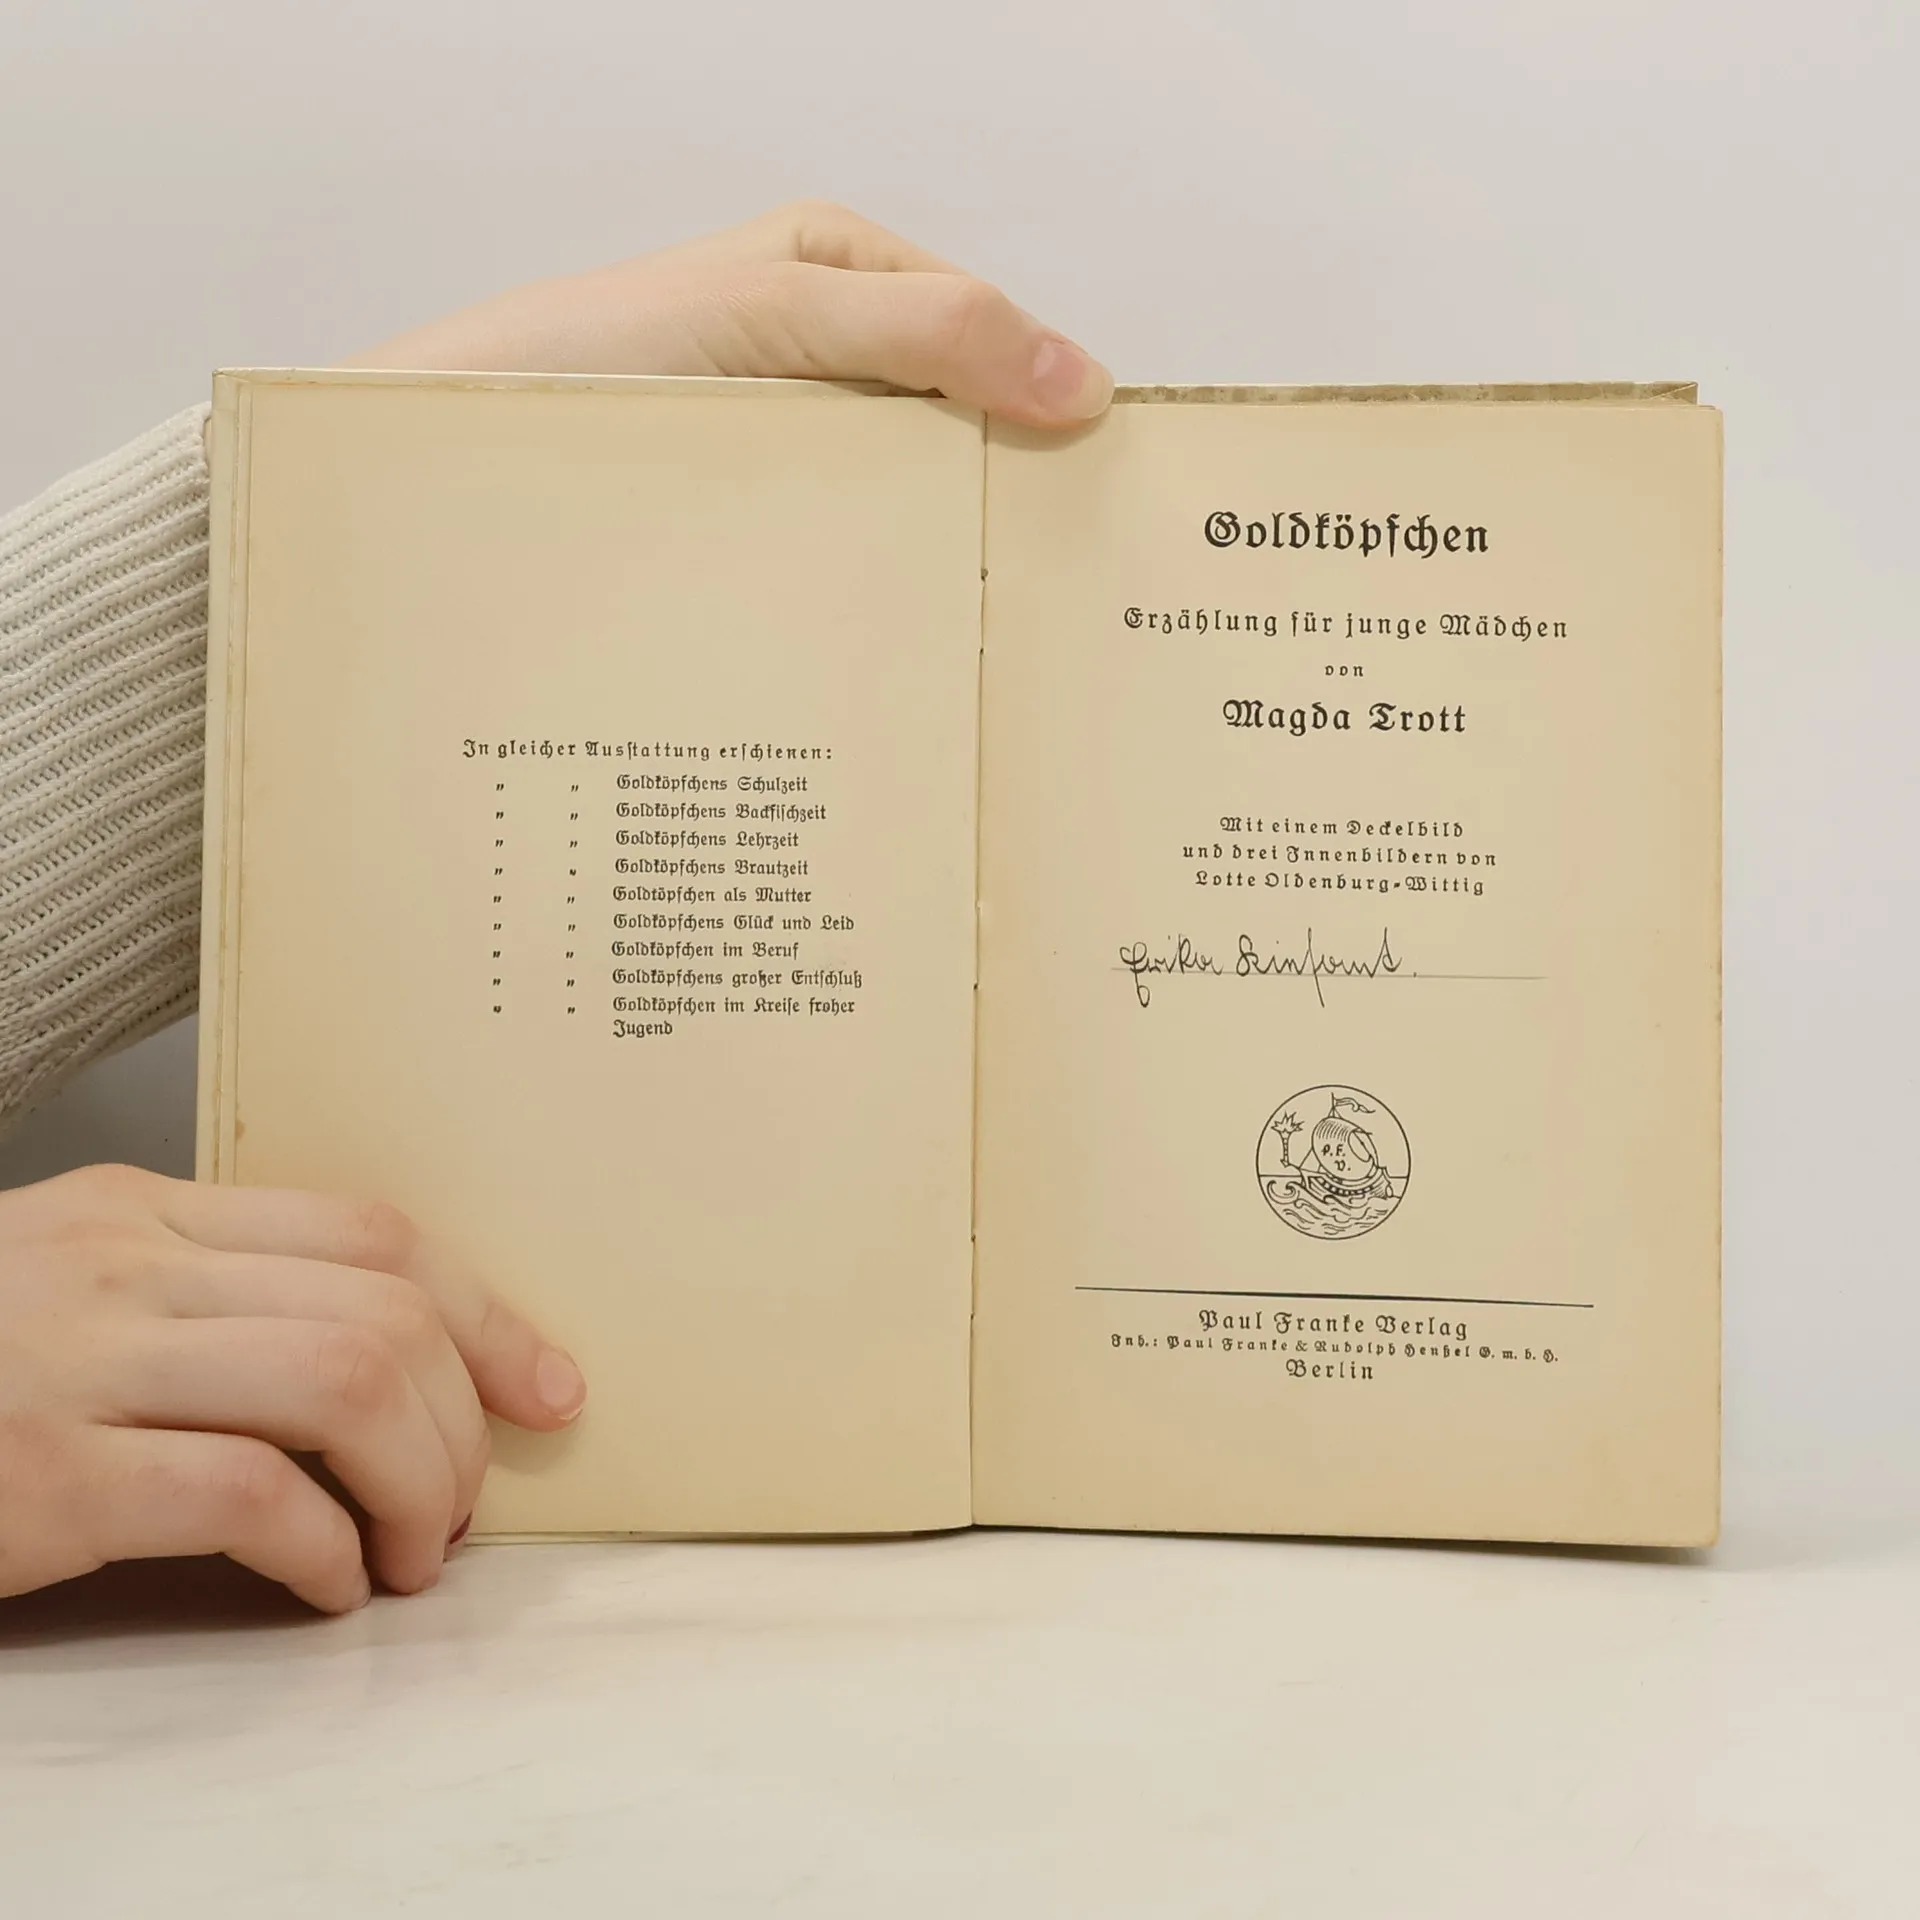 In gleicher Ausstattung erschienen:
" " Goldköpfchens Schulzeit
" " Goldköpfchens Backfischzeit
" " Goldköpfchens Lehrzeit
" " Goldköpfchens Brautzeit
" " Goldköpfchen als Mutter
" " Goldköpfchens Glück und Leid
" " Goldköpfchen im Beruf
" " Goldköpfchens großer Entschluß
" " Goldköpfchen im Kreise froher
Jugend
Goldköpfchen
Erzählung für junge Mädchen
von
Magda Trott
Mit einem Deckelbild
und drei Innenbildern von
Lotte Oldenburg-Wittig
Erika
P. F.
V.
Paul Franke Verlag
Inh.: Paul Franke & Rudolph Henßel G. m. b. H.
Berlin